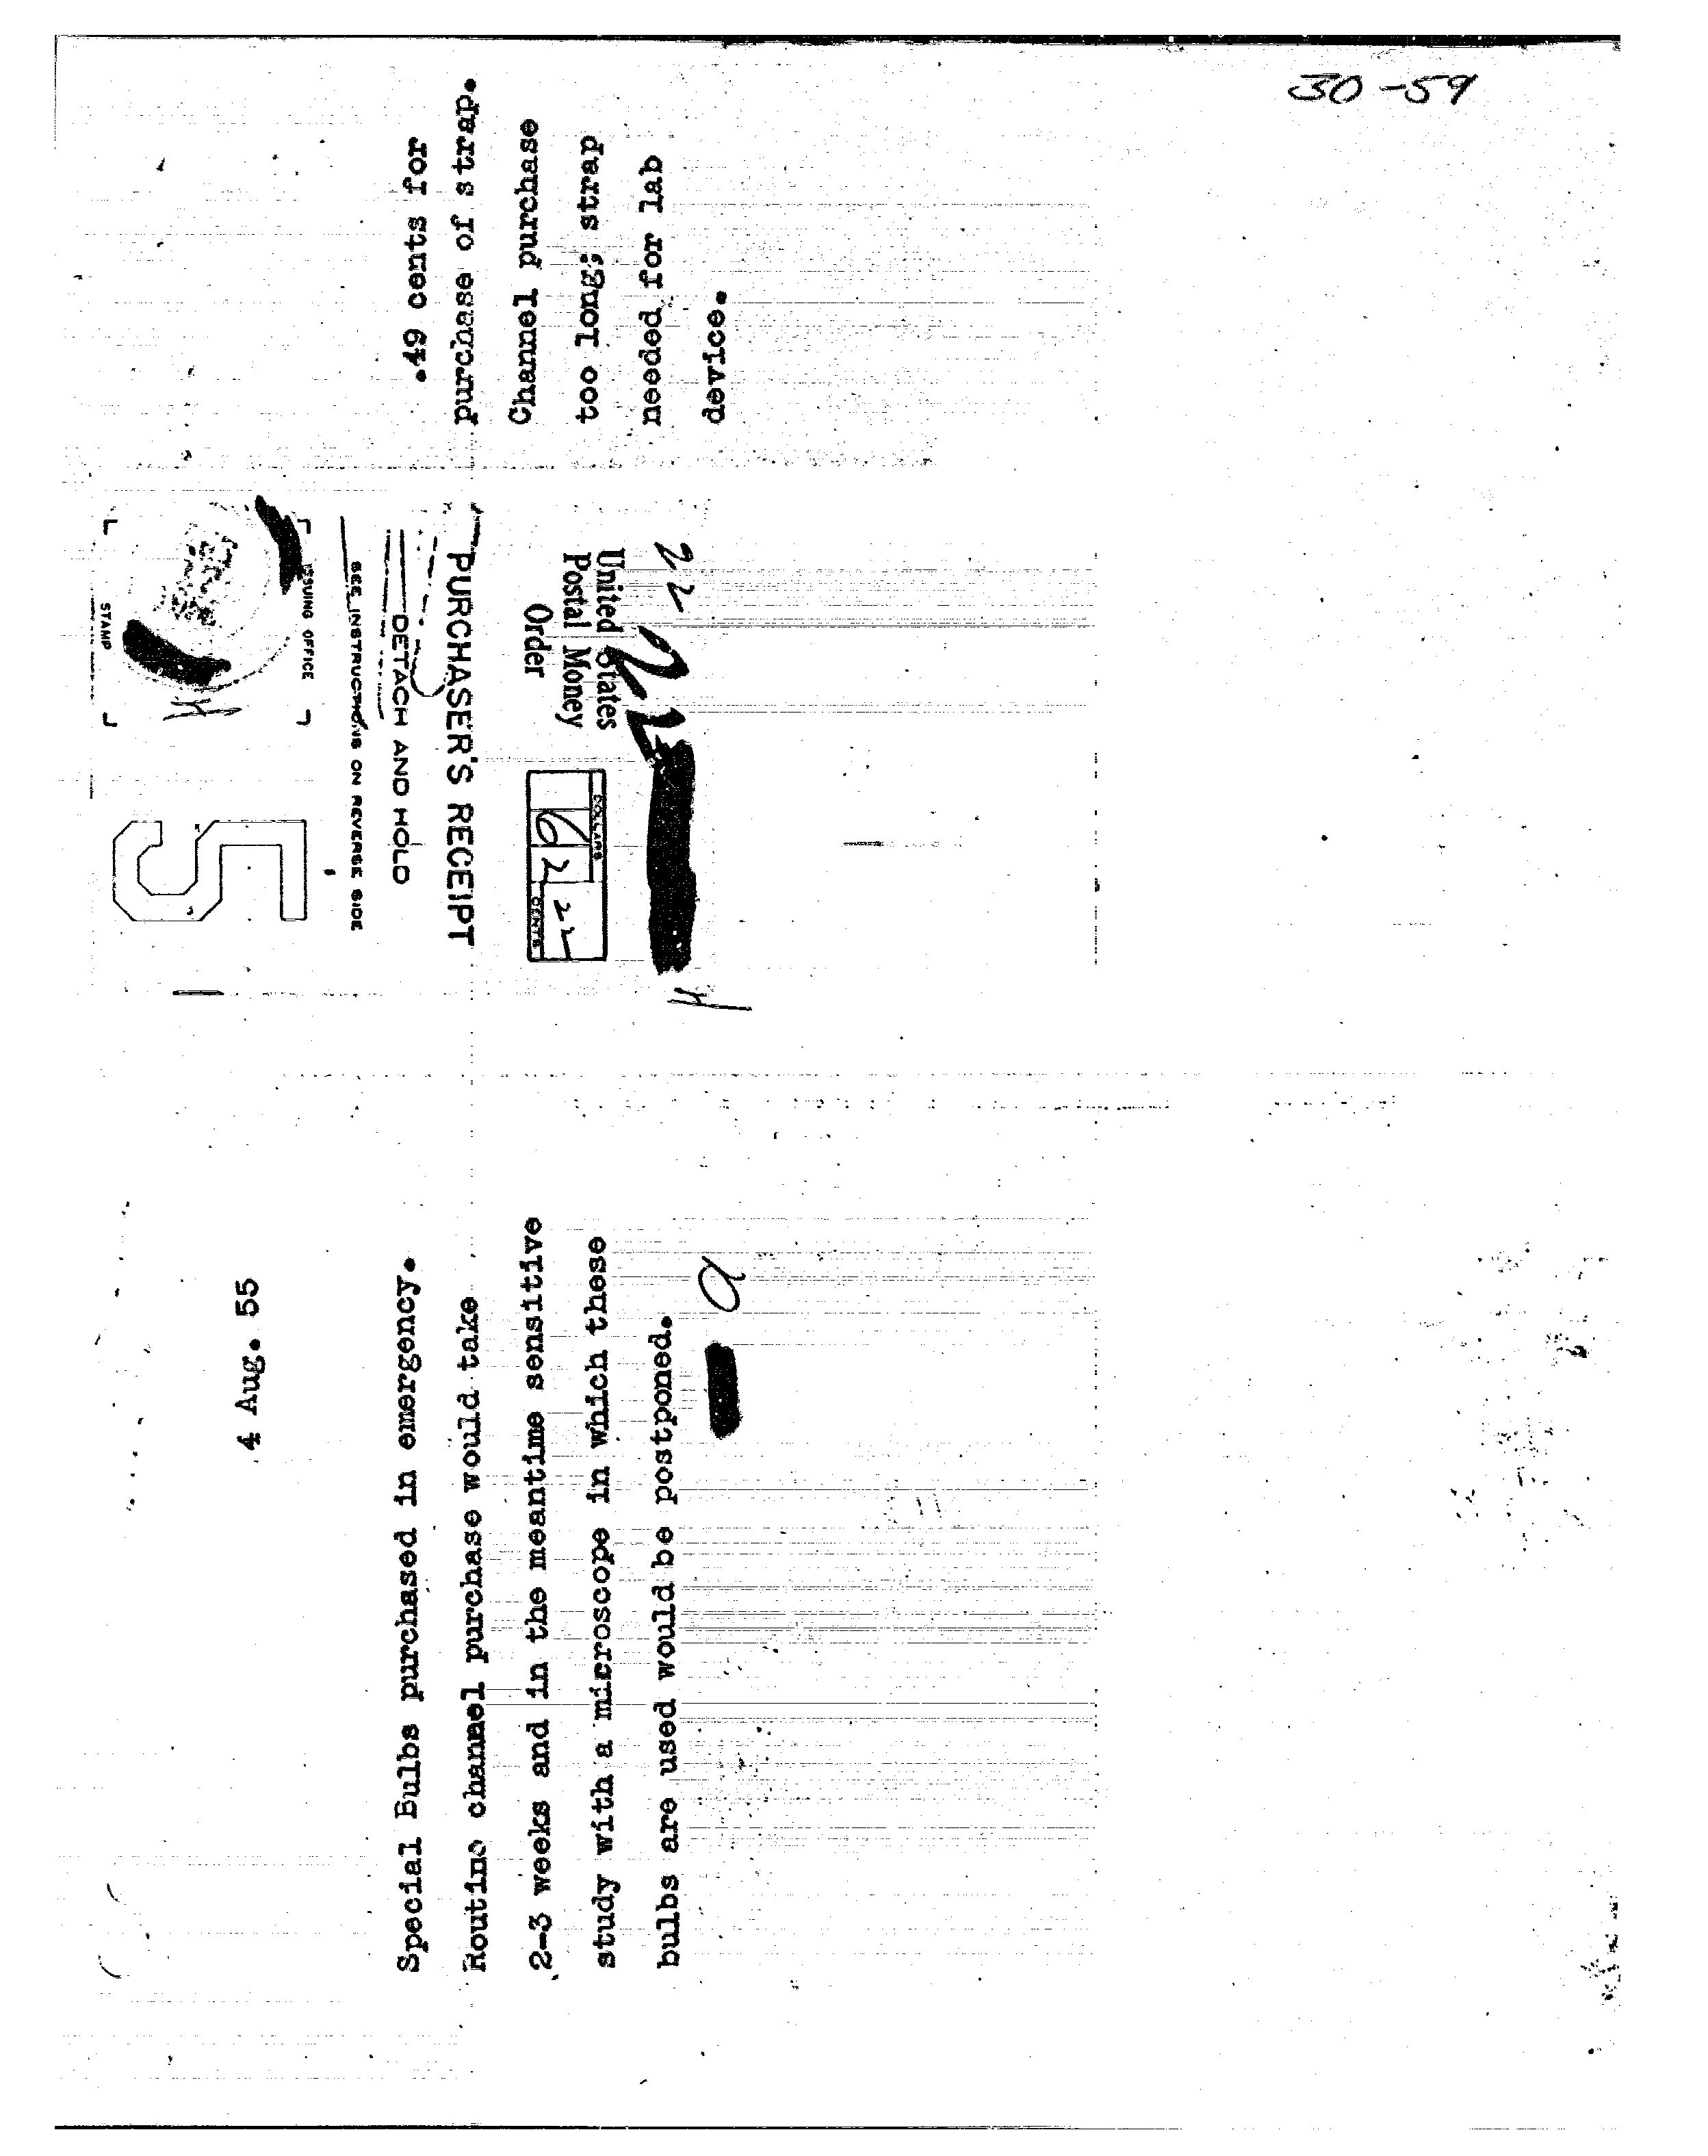 30-59
.49 cents for
purchase of strap.
Channel purchase
too long; strap
needed for lab
device.
22
22
United States
Postal Money
Order
DOLLARS
62
22
CENTS
PURCHASER'S RECEIPT
DETACH AND HOLD
SEE INSTRUCTIONS ON REVERSE SIDE
ISSUING OFFICE
STAMP
5
4 Aug. 55
Special Bulbs purchased in emergency.
Routine channel purchase would take
2-3 weeks and in the meantime sensitive
study with a microscope in which these
bulbs are used would be postponed.